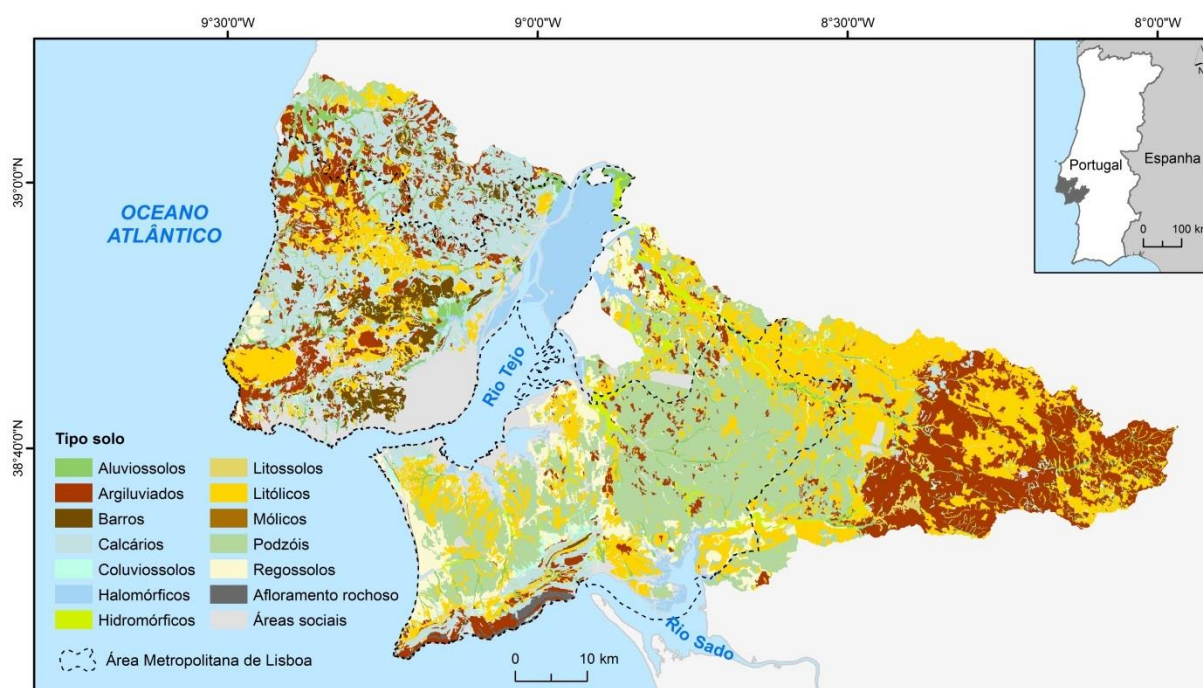 9°30'0"W
9°0'0"W
8°30'0"W
8°0'0"W
39°0'0"N
38°40'0"N
OCEANO
ATLÂNTICO
Rio Tejo
Rio Sado
Portugal
Espanha
0 100 km
N
Tipo solo
Aluviossolos
Argiluviados
Barros
Calcários
Coluviossolos
Halomórficos
Hidromórficos
Litossolos
Litólicos
Mólicos
Podzóis
Regossolos
Afloramento rochoso
Áreas sociais
Área Metropolitana de Lisboa
0 10 km